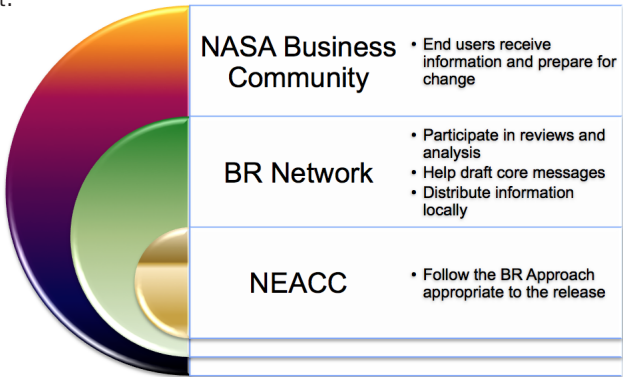 t.
NASA Business
Community
• End users receive
information and prepare for
change
BR Network
• Participate in reviews and
analysis
• Help draft core messages
• Distribute information
locally
NEACC
• Follow the BR Approach
appropriate to the release